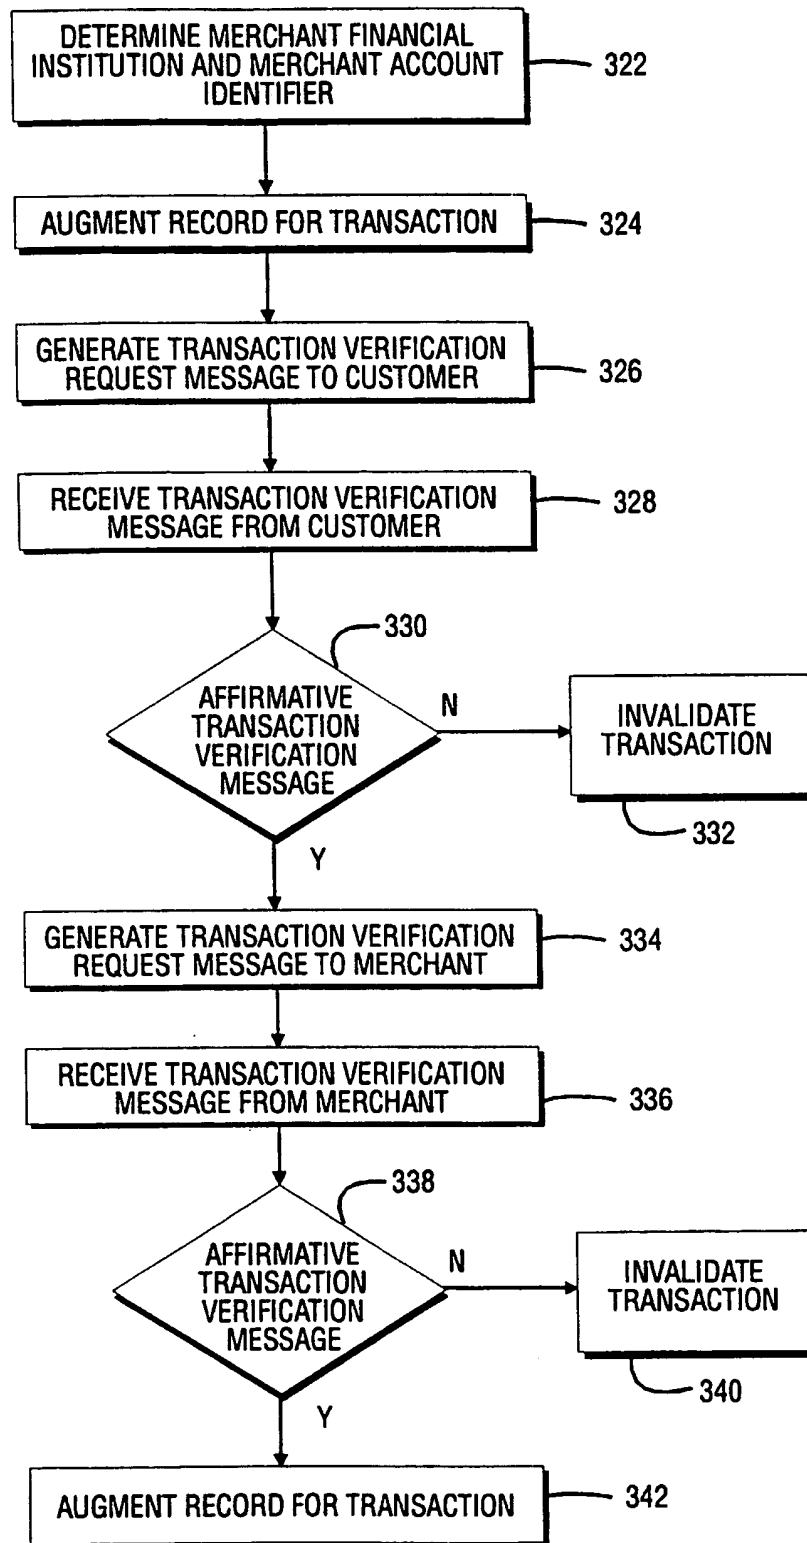 DETERMINE MERCHANT FINANCIAL
INSTITUTION AND MERCHANT ACCOUNT
IDENTIFIER
322
AUGMENT RECORD FOR TRANSACTION
324
GENERATE TRANSACTION VERIFICATION
REQUEST MESSAGE TO CUSTOMER
326
RECEIVE TRANSACTION VERIFICATION
MESSAGE FROM CUSTOMER
328
330
AFFIRMATIVE
TRANSACTION
VERIFICATION
MESSAGE
N
INVALIDATE
TRANSACTION
332
Y
GENERATE TRANSACTION VERIFICATION
REQUEST MESSAGE TO MERCHANT
334
RECEIVE TRANSACTION VERIFICATION
MESSAGE FROM MERCHANT
336
338
AFFIRMATIVE
TRANSACTION
VERIFICATION
MESSAGE
N
INVALIDATE
TRANSACTION
340
Y
AUGMENT RECORD FOR TRANSACTION
342